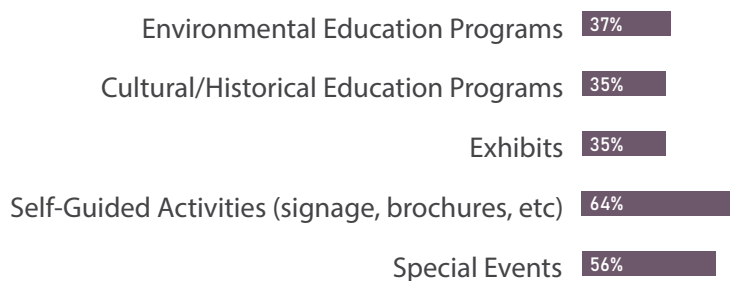 Environmental Education Programs 37%
Cultural/Historical Education Programs 35%
Exhibits 35%
Self-Guided Activities (signage, brochures, etc) 64%
Special Events 56%